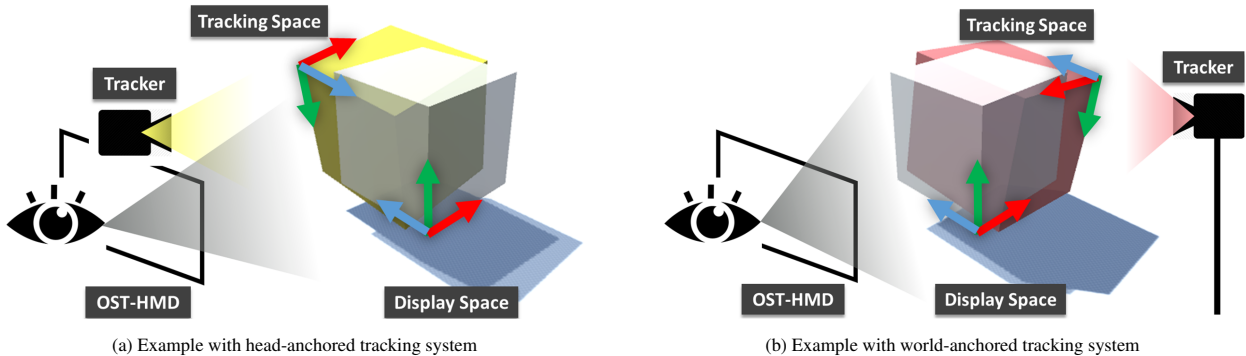 Tracking Space
Tracker
OST-HMD
Display Space
(a) Example with head-anchored tracking system
Tracking Space
Tracker
OST-HMD
Display Space
(b) Example with world-anchored tracking system